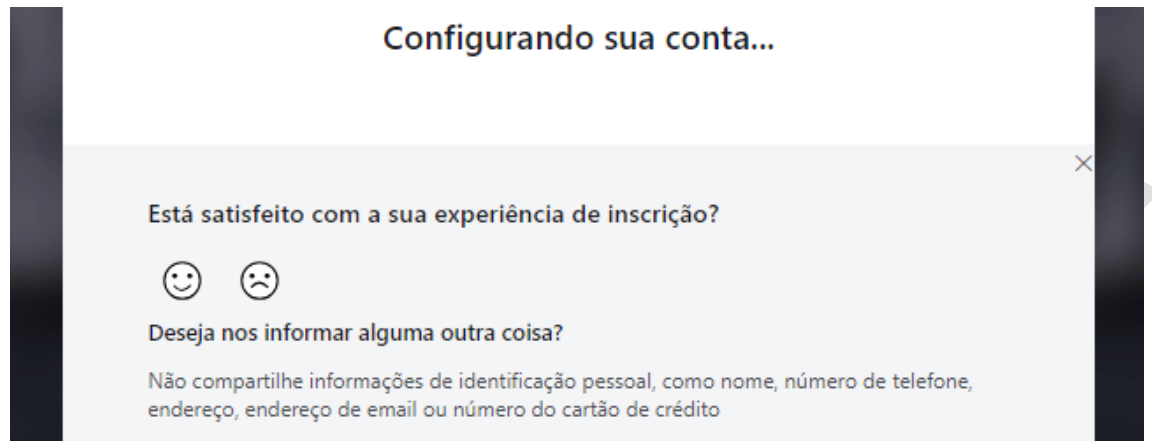 Configurando sua conta...
Está satisfeito com a sua experiência de inscrição?
Deseja nos informar alguma outra coisa?
Não compartilhe informações de identificação pessoal, como nome, número de telefone,
endereço, endereço de email ou número do cartão de crédito